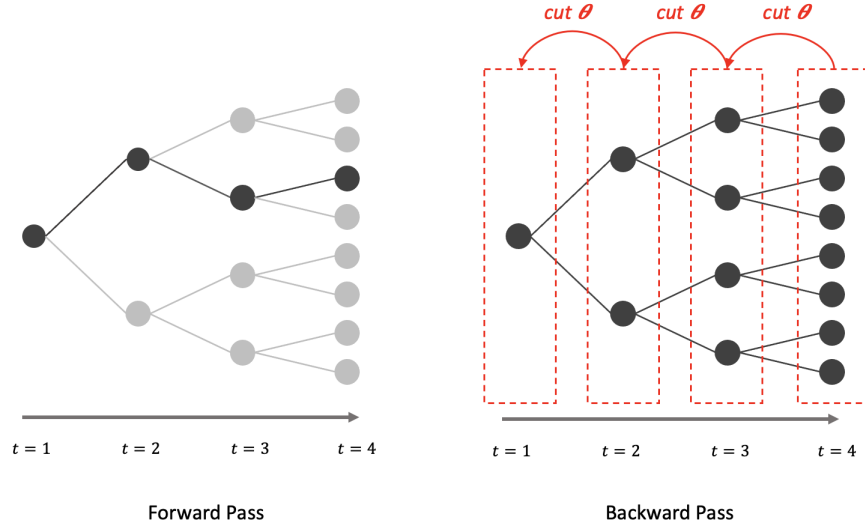 cut θ cut θ cut θ
t = 1 t = 2 t = 3 t = 4 t = 1 t = 2 t = 3 t = 4
Forward Pass Backward Pass